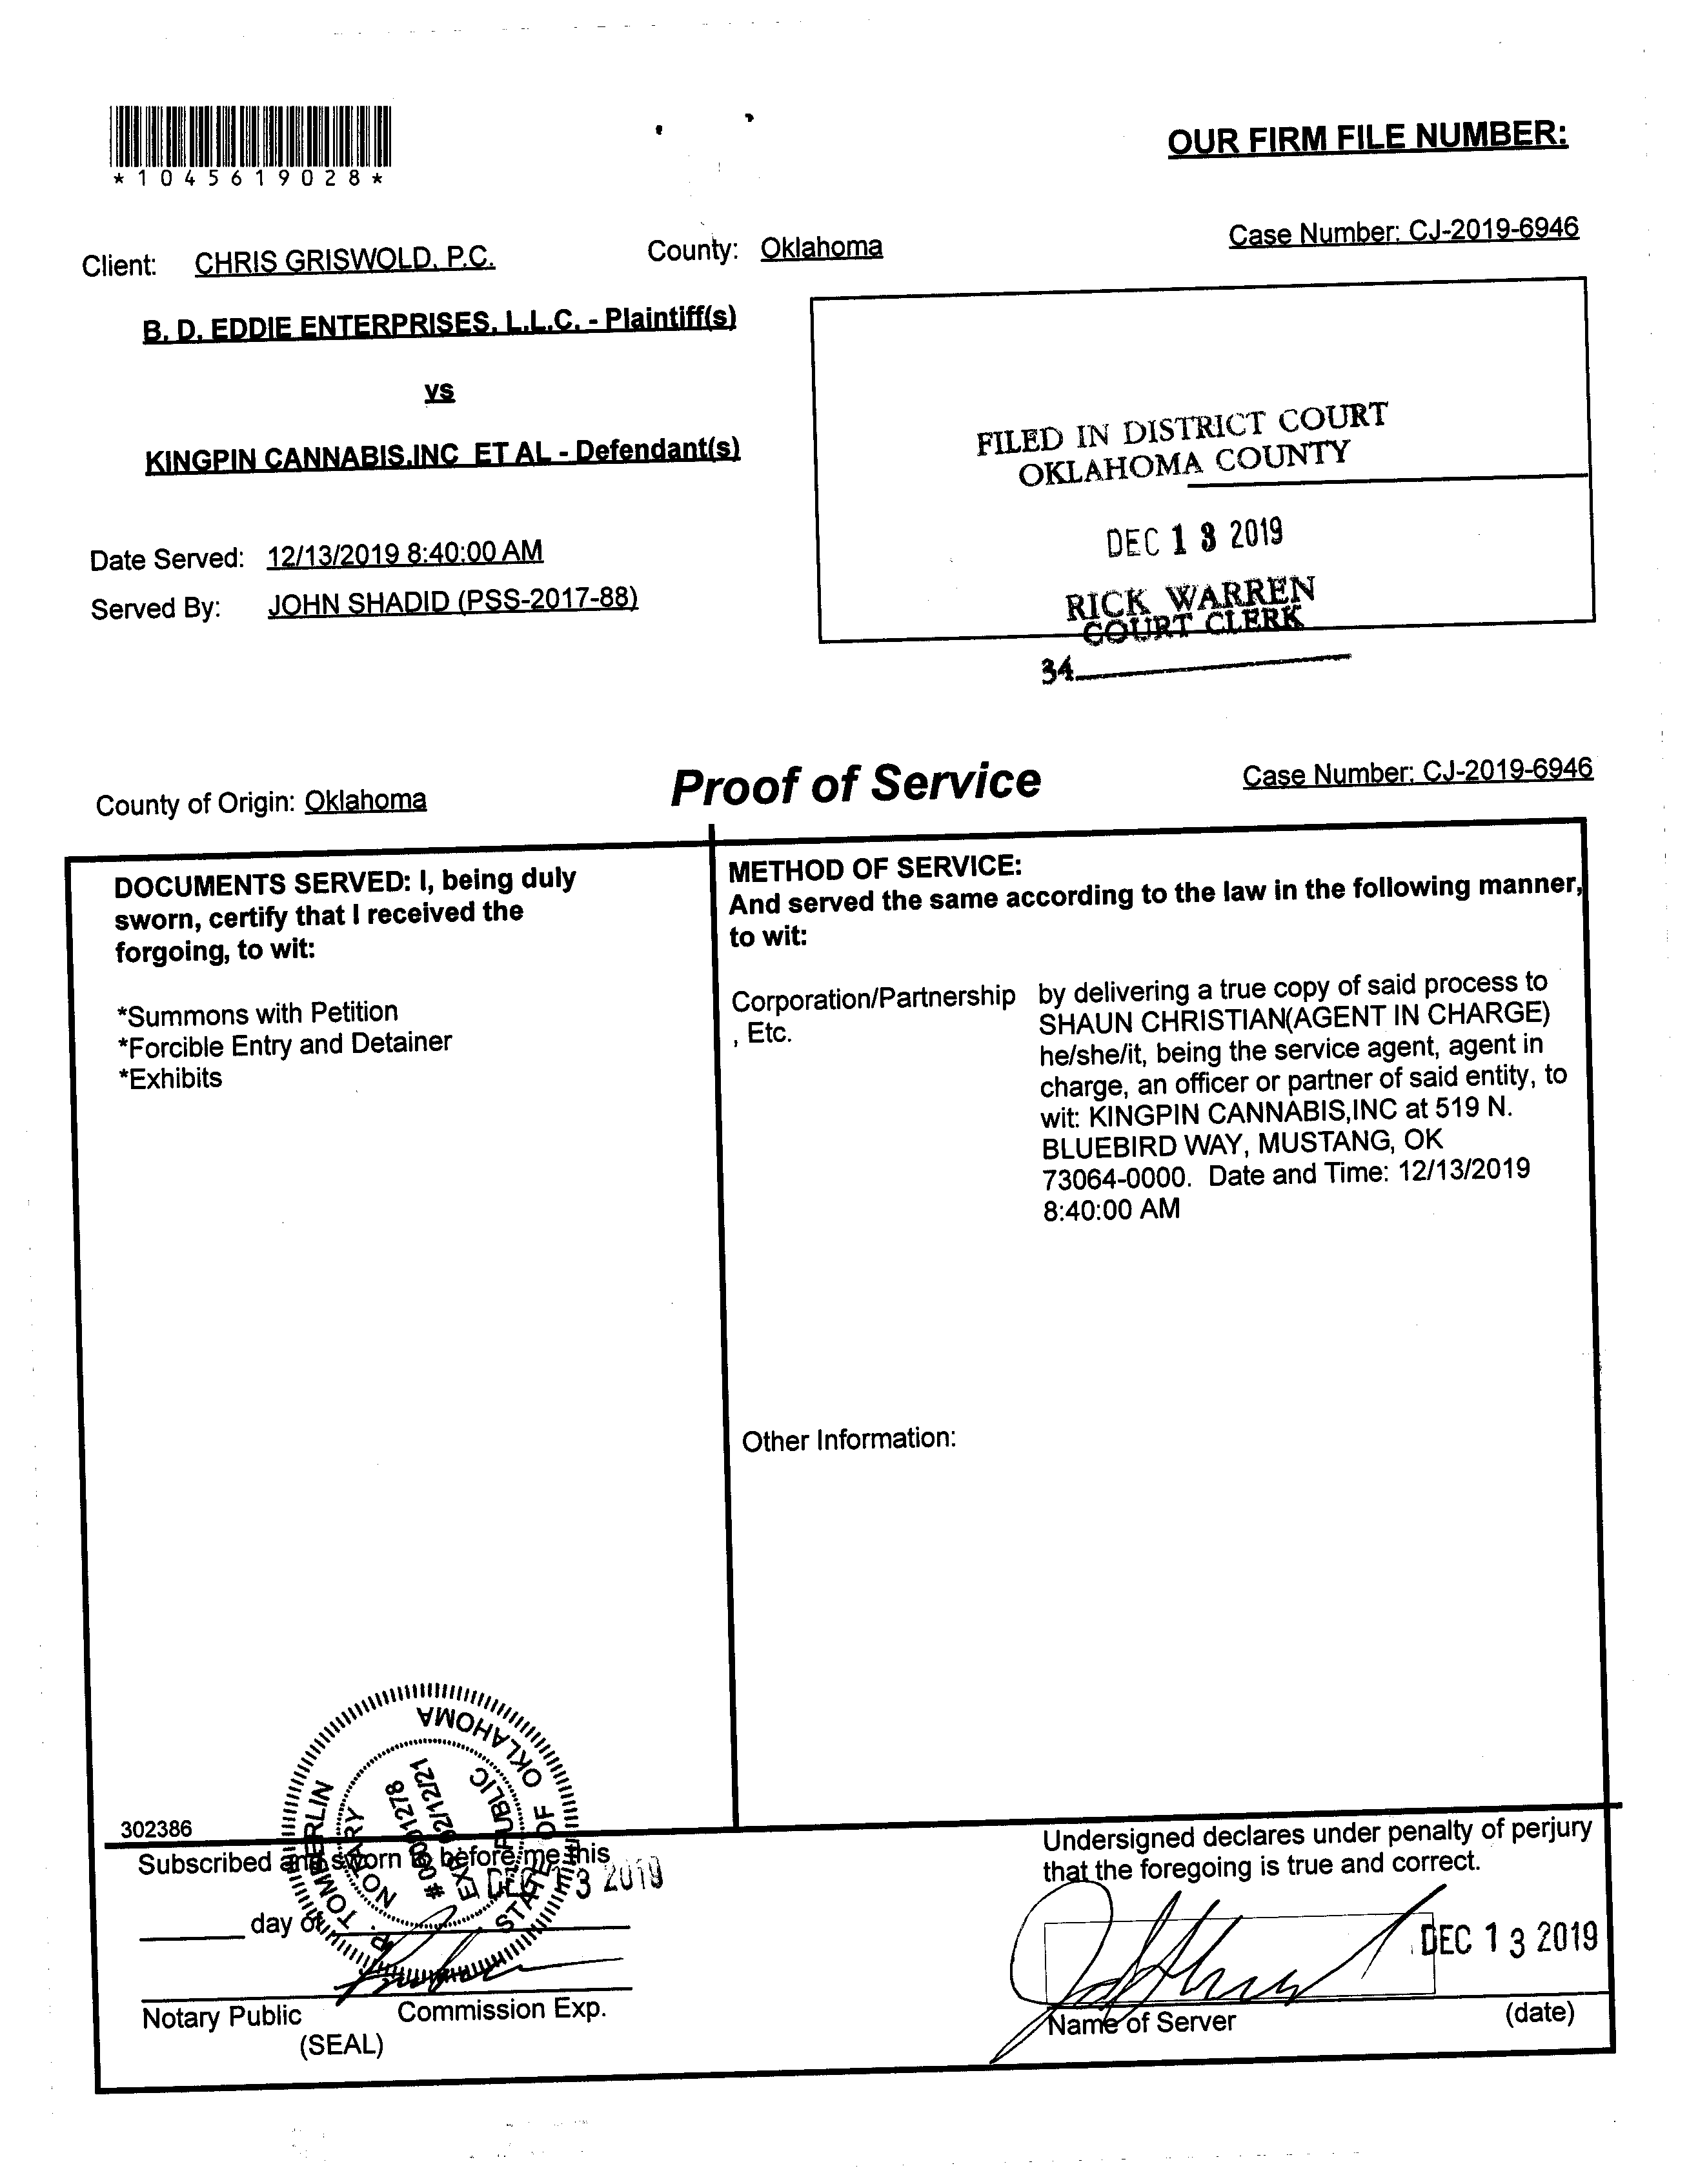 OUR FIRM FILE NUMBER:
*1045619028*
Case Number: CJ-2019-6946
Client: CHRIS GRISWOLD, P.C. County: Oklahoma
B. D. EDDIE ENTERPRISES, L.L.C. - Plaintiff(s)
vs
KINGPIN CANNABIS,INC ET AL - Defendant(s)
FILED IN DISTRICT COURT
OKLAHOMA COUNTY
DEC 13 2019
RICK WARREN
COURT CLERK
34
Date Served: 12/13/2019 8:40:00 AM
Served By: JOHN SHADID (PSS-2017-88)
County of Origin: Oklahoma
Proof of Service
Case Number: CJ-2019-6946
DOCUMENTS SERVED: I, being duly
sworn, certify that I received the
forgoing, to wit:
*Summons with Petition
*Forcible Entry and Detainer
*Exhibits
METHOD OF SERVICE:
And served the same according to the law in the following manner,
to wit:
Corporation/Partnership
, Etc.
by delivering a true copy of said process to
SHAUN CHRISTIAN(AGENT IN CHARGE)
he/she/it, being the service agent, agent in
charge, an officer or partner of said entity, to
wit: KINGPIN CANNABIS,INC at 519 N.
BLUEBIRD WAY, MUSTANG, OK
73064-0000. Date and Time: 12/13/2019
8:40:00 AM
Other Information:
302386
Subscribed and sworn to before me this
DEC 13 2019
day of
TOMBERLIN
NOTARY PUBLIC
STATE OF OKLAHOMA
EXP. 02/12/21
Notary Public Commission Exp.
(SEAL)
Undersigned declares under penalty of perjury
that the foregoing is true and correct.
DEC 13 2019
Name of Server (date)